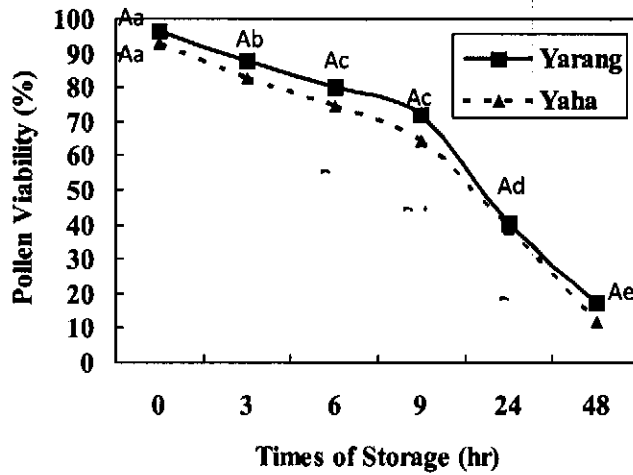 100
90
80
70
60
50
40
30
20
10
0
Pollen Viability (%)
Aa
Aa
Ab
Ac
Ac
Ad
Ae
Yarang
Yaha
0 3 6 9 24 48
Times of Storage (hr)